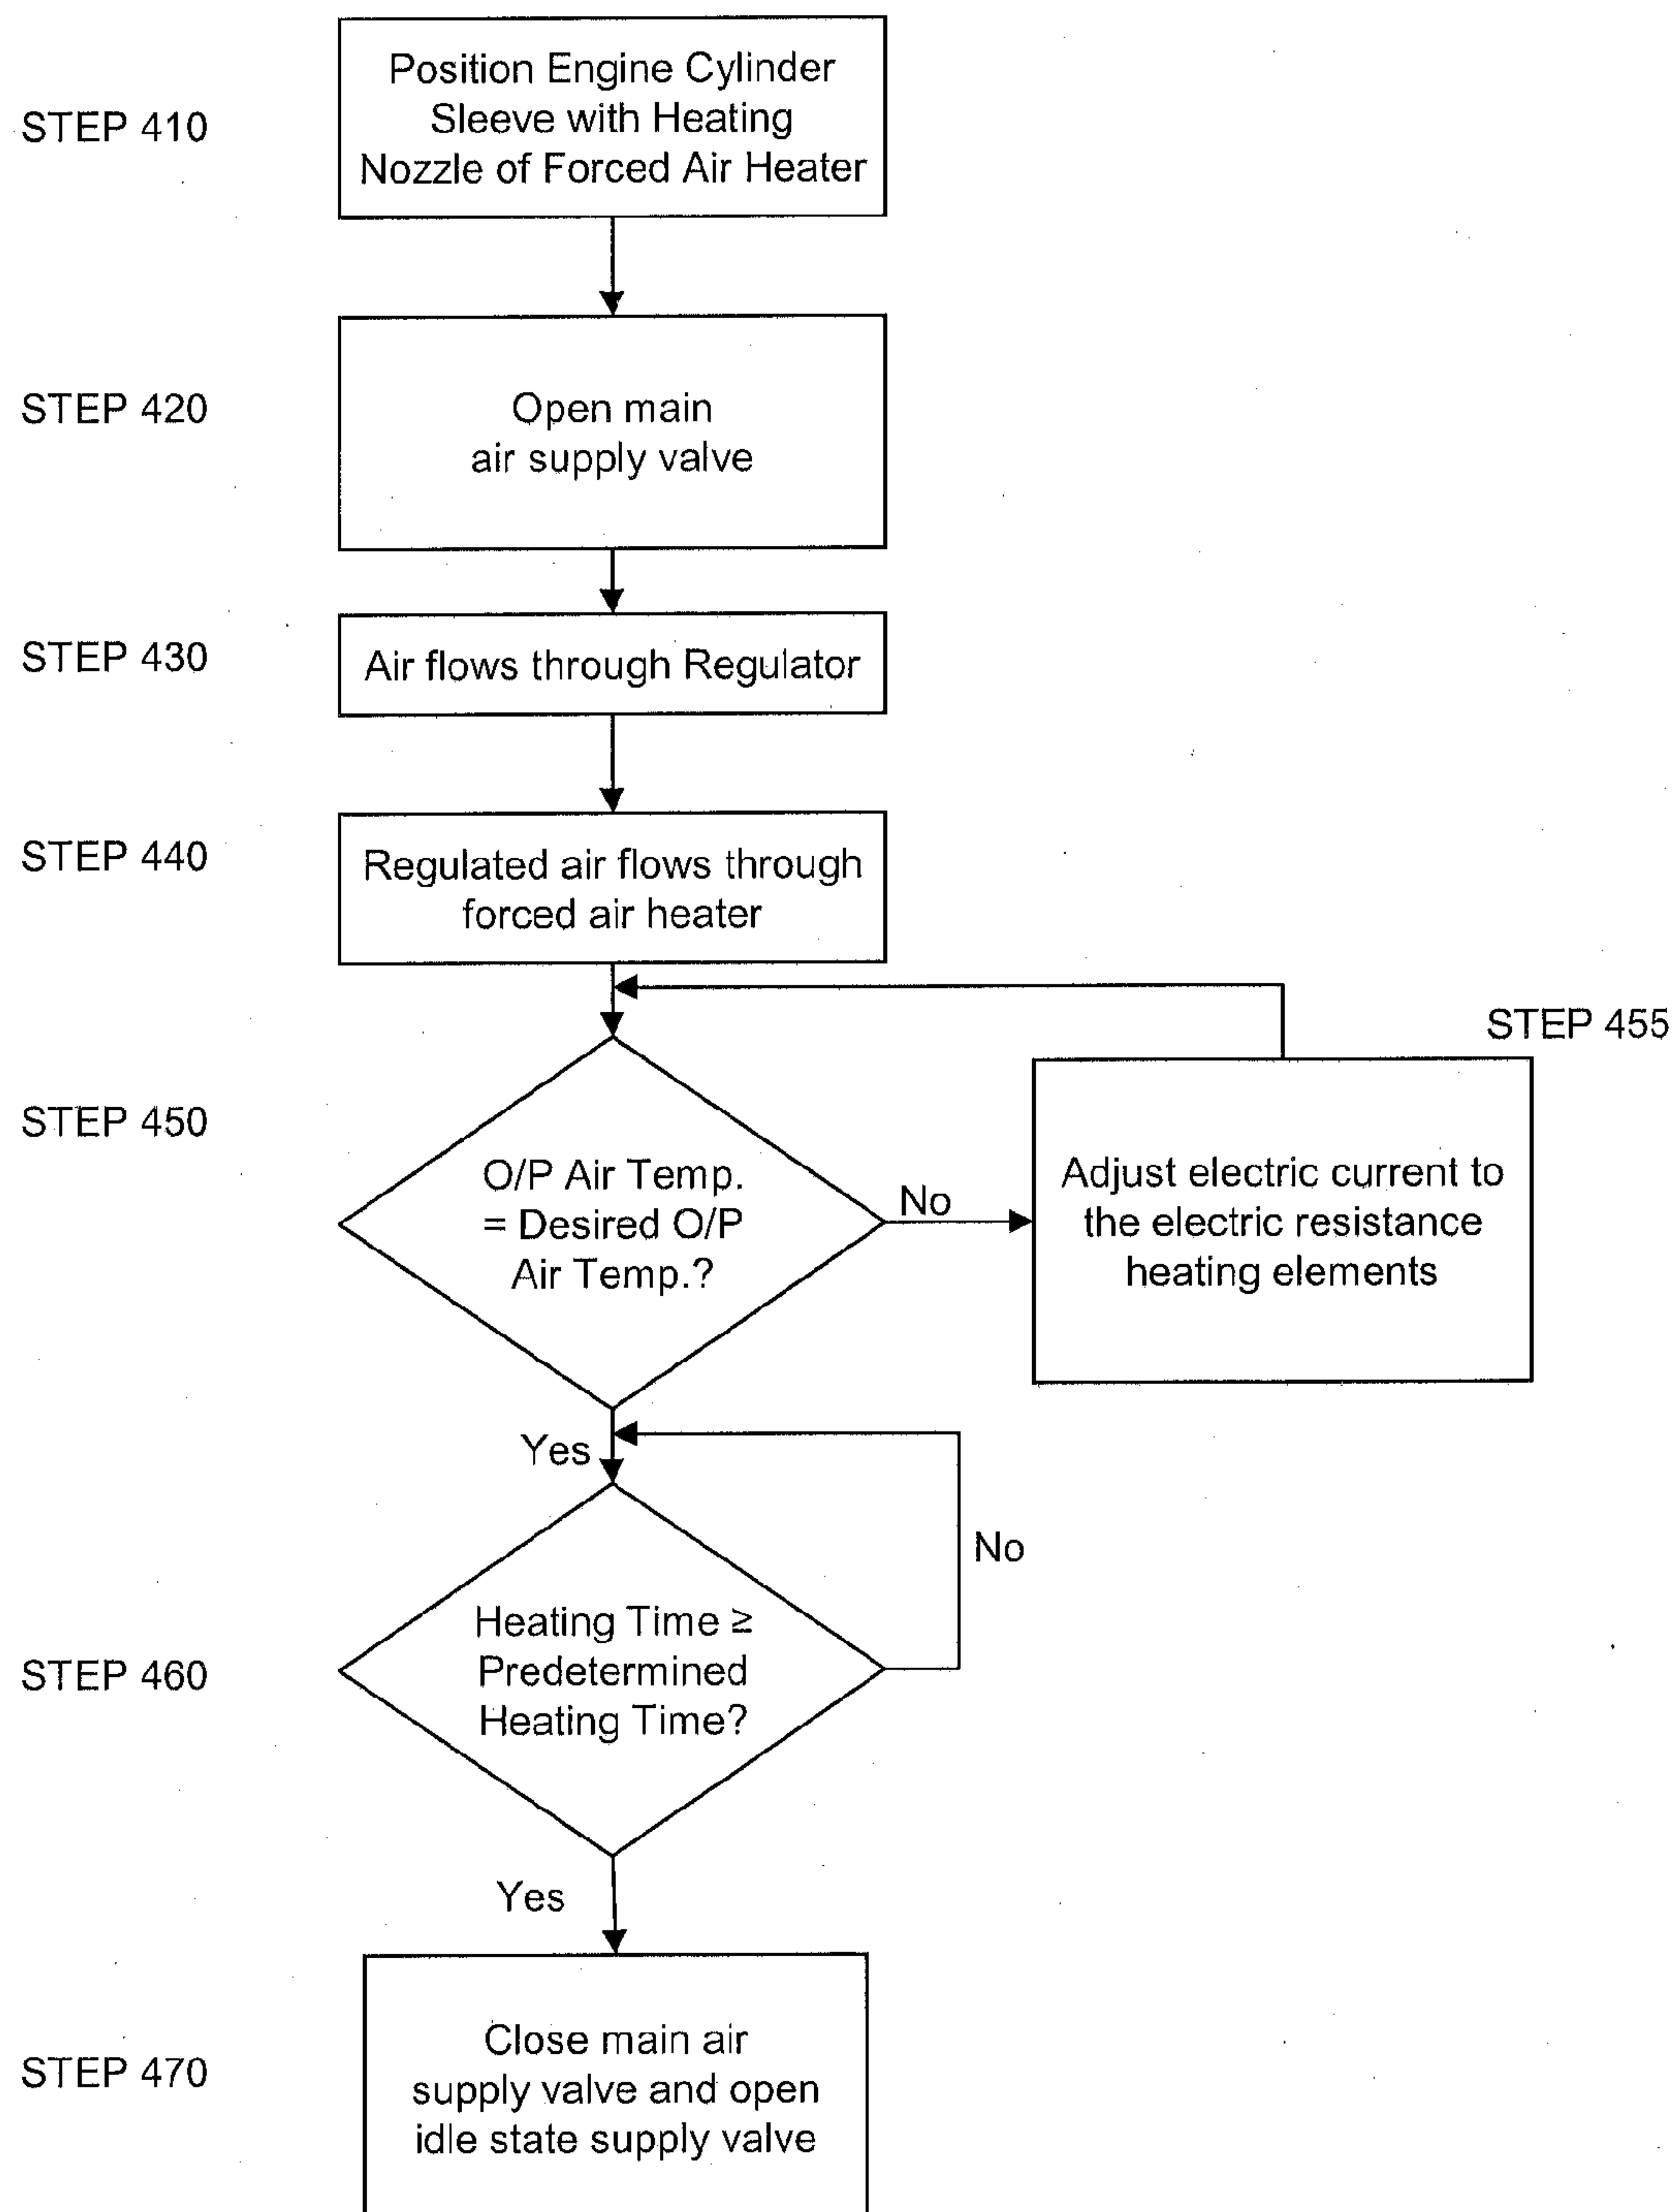 STEP 410
Position Engine Cylinder
Sleeve with Heating
Nozzle of Forced Air Heater
STEP 420
Open main
air supply valve
STEP 430
Air flows through Regulator
STEP 440
Regulated air flows through
forced air heater
STEP 450
O/P Air Temp.
= Desired O/P
Air Temp.?
No
STEP 455
Adjust electric current to
the electric resistance
heating elements
Yes
STEP 460
Heating Time ≥
Predetermined
Heating Time?
No
Yes
STEP 470
Close main air
supply valve and open
idle state supply valve